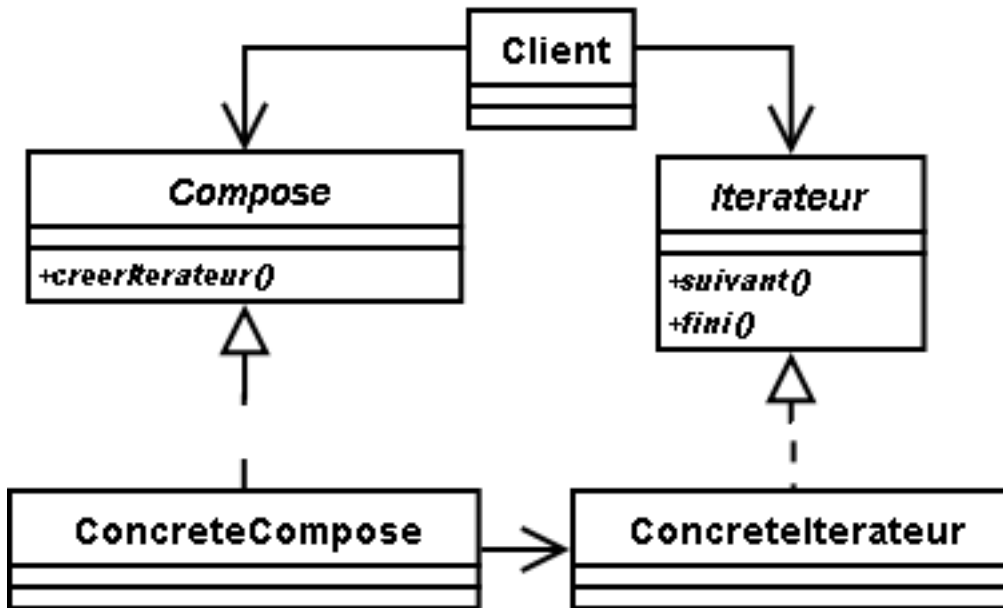 Client
Compose
+creerIterateur()
Iterateur
+suivant()
+fini()
ConcreteCompose
ConcreteIterateur